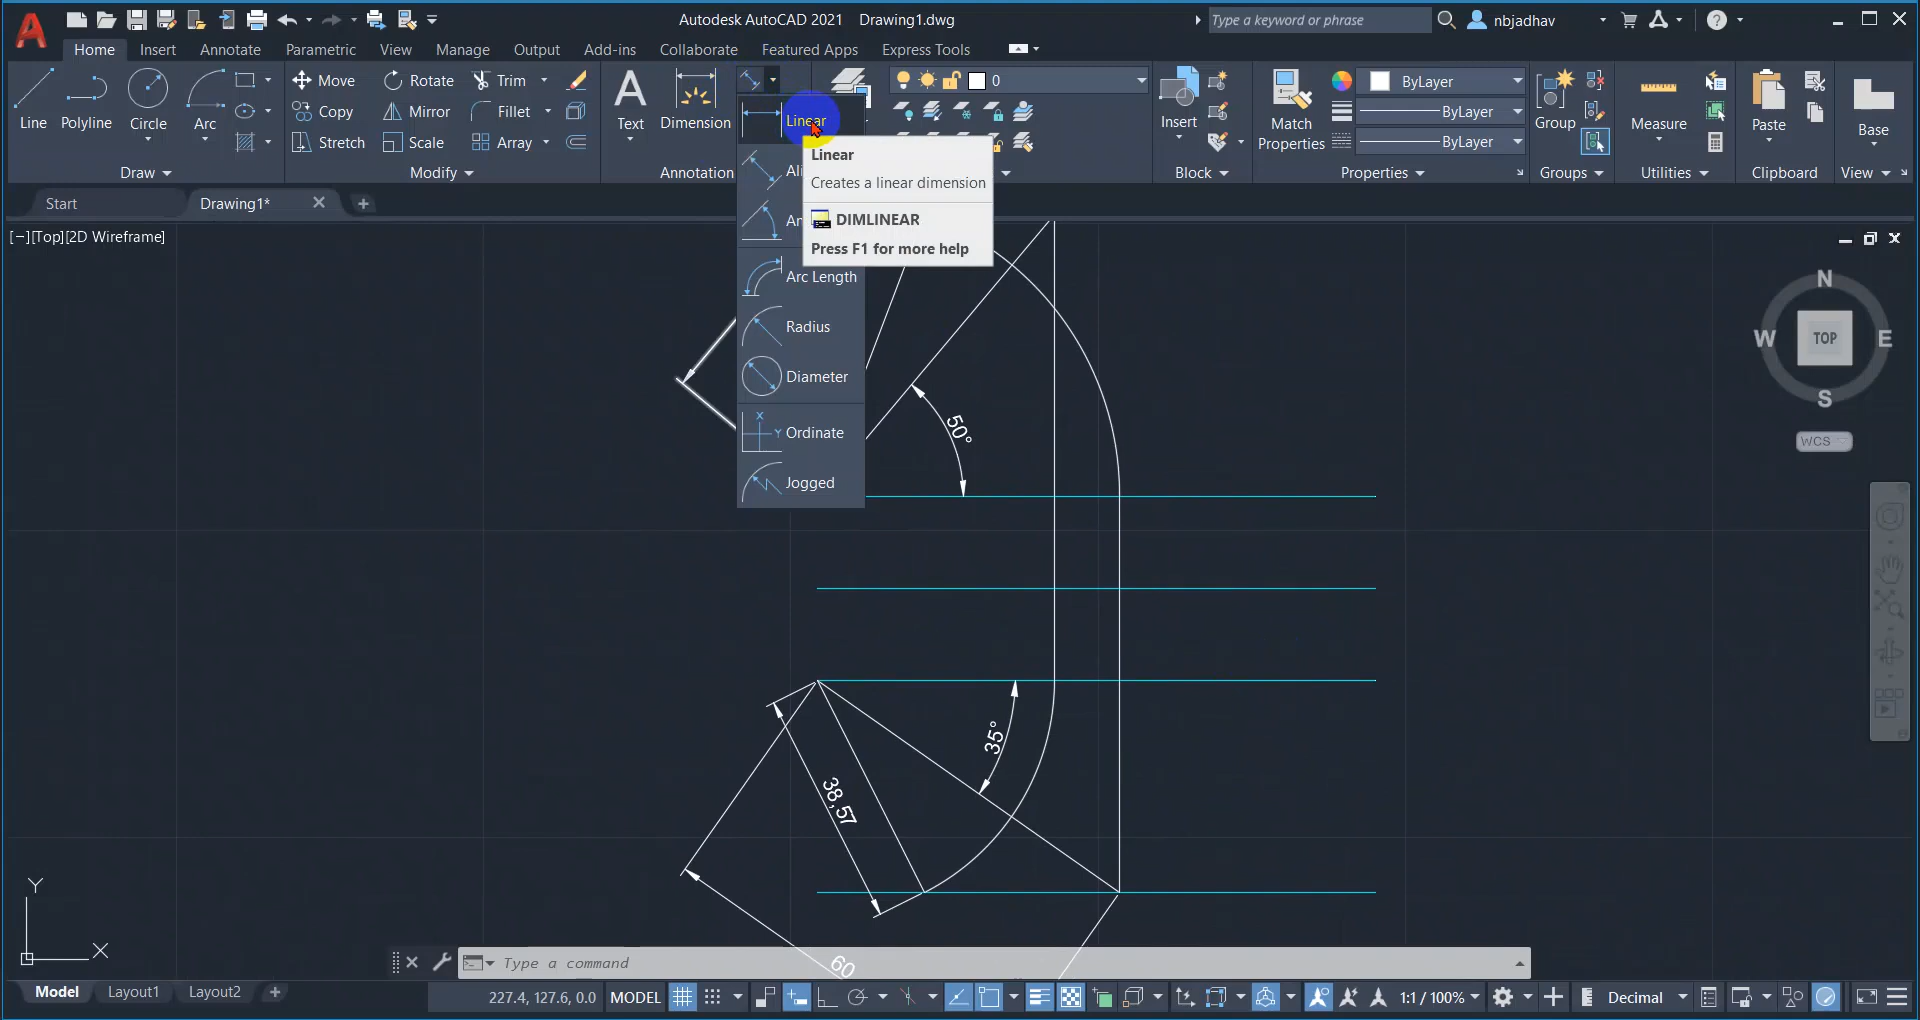 Autodesk AutoCAD 2021 Drawing1.dwg
Type a keyword or phrase
nbjadhav
Home Insert Annotate Parametric View Manage Output Add-ins Collaborate Featured Apps Express Tools
Line Polyline Circle Arc
Draw
Move Rotate Trim
Copy Mirror Fillet
Stretch Scale Array
Modify
Text Dimension
Annotation
0
Insert
Block
Match
Properties
ByLayer
ByLayer
ByLayer
Properties
Group
Groups
Measure
Utilities
Paste
Clipboard
Base
View
Linear
Linear
Creates a linear dimension
DIMLINEAR
Press F1 for more help
Arc Length
Radius
Diameter
X
Y Ordinate
Jogged
Start Drawing1*
[−][Top][2D Wireframe]
N
W TOP E
S
WCS
50°
35°
38,57
60
Y
X
Type a command
Model Layout1 Layout2
227.4, 127.6, 0.0 MODEL
1:1 / 100%
Decimal